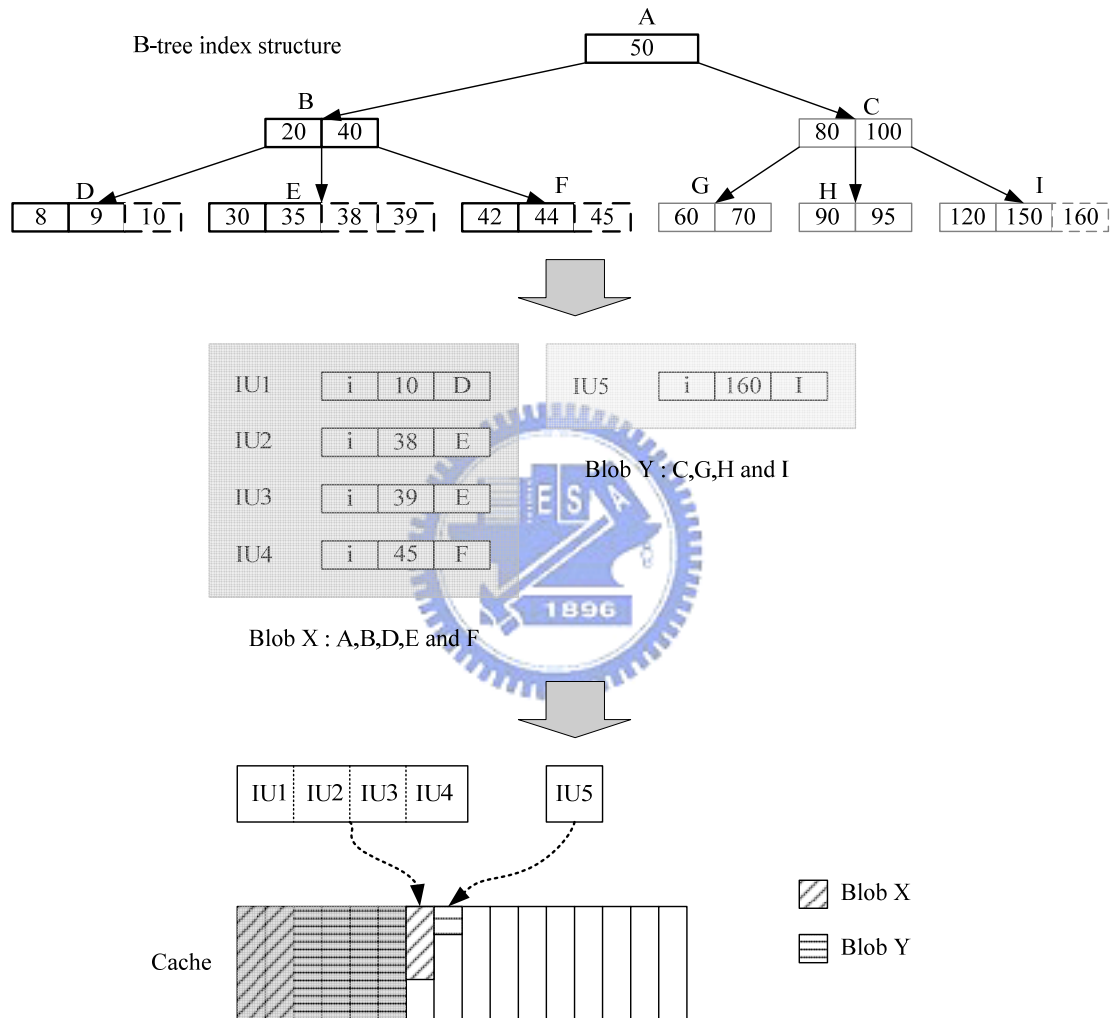 A
B-tree index structure
50
B
C
20 40
80 100
D
E
F
G
H
I
8 9 10
30 35 38 39
42 44 45
60 70
90 95
120 150 160
IU1 i 10 D
IU5 i 160 I
IU2 i 38 E
Blob Y : C,G,H and I
IU3 i 39 E
E S A
IU4 i 45 F
1896
Blob X : A,B,D,E and F
IU1 IU2 IU3 IU4
IU5
Blob X
Blob Y
Cache